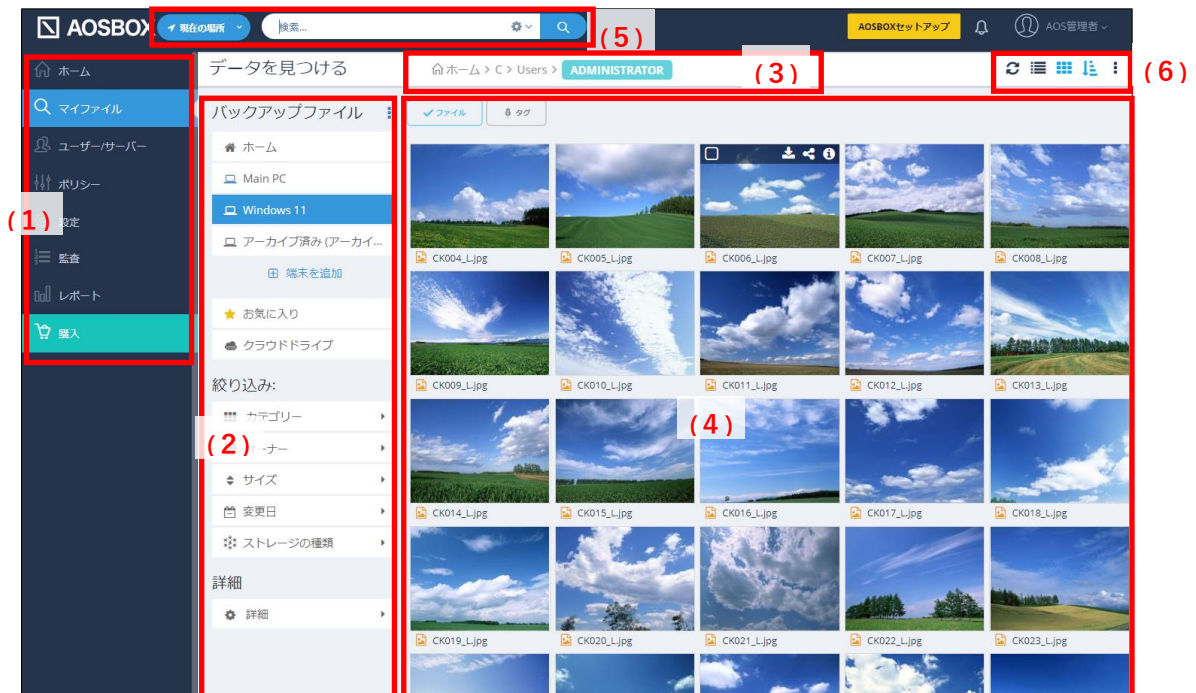 AOSBOX
現在の場所
検索...
(5)
AOSBOXセットアップ
AOS管理者
ホーム
マイファイル
ユーザー/サーバー
ポリシー
(1)
設定
監査
レポート
購入
データを見つける
ホーム > C > Users > ADMINISTRATOR
(3)
(6)
バックアップファイル
ホーム
Main PC
Windows 11
アーカイブ済み (アーカイ...
端末を追加
お気に入り
クラウドドライブ
絞り込み:
カテゴリー
(2)
ーナー
サイズ
変更日
ストレージの種類
詳細
詳細
ファイル
タグ
CK004_L.jpg
CK005_L.jpg
CK006_L.jpg
CK007_L.jpg
CK008_L.jpg
CK009_L.jpg
CK010_L.jpg
CK011_L.jpg
CK012_L.jpg
CK013_L.jpg
(4)
CK014_L.jpg
CK015_L.jpg
CK016_L.jpg
CK017_L.jpg
CK018_L.jpg
CK019_L.jpg
CK020_L.jpg
CK021_L.jpg
CK022_L.jpg
CK023_L.jpg